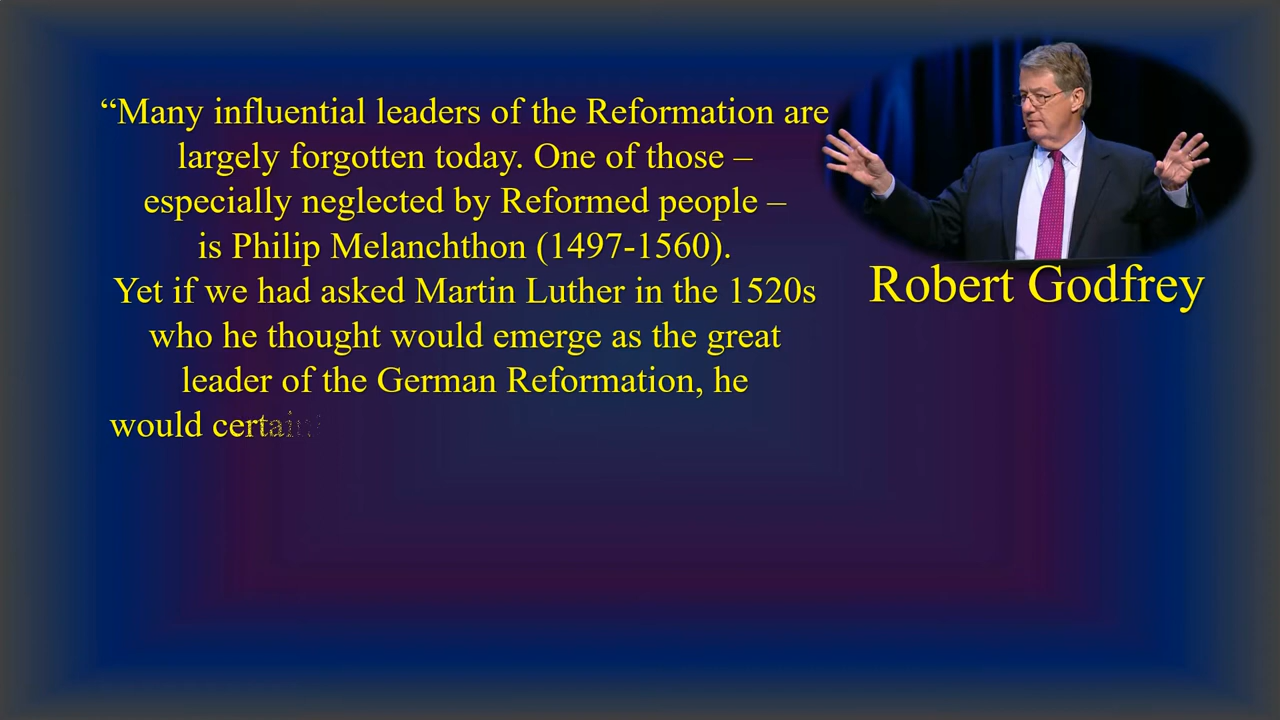 “Many influential leaders of the Reformation are
largely forgotten today. One of those –
especially neglected by Reformed people –
is Philip Melanchthon (1497-1560).
Yet if we had asked Martin Luther in the 1520s
who he thought would emerge as the great
leader of the German Reformation, he
would
Robert Godfrey